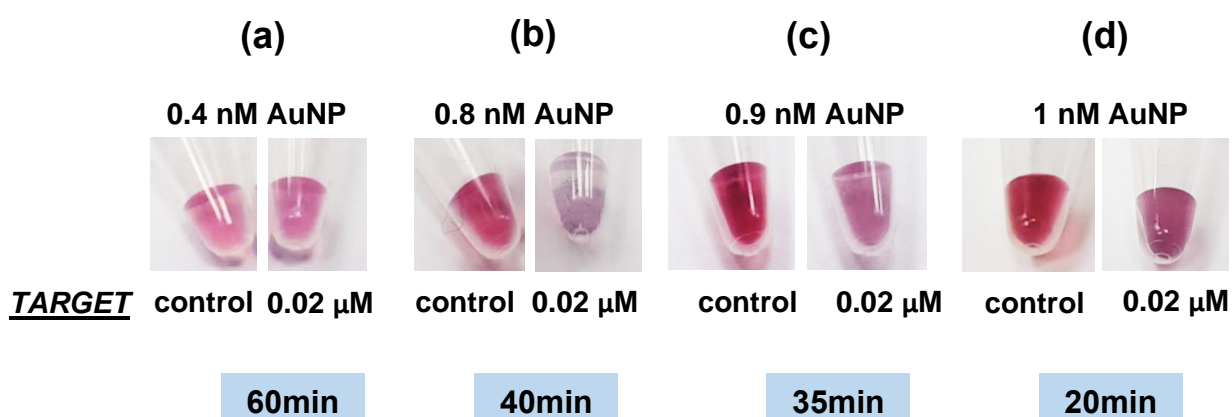 (a) (b) (c) (d)
0.4 nM AuNP 0.8 nM AuNP 0.9 nM AuNP 1 nM AuNP
TARGET control 0.02 µM control 0.02 µM control 0.02 µM control 0.02 µM
60min 40min 35min 20min